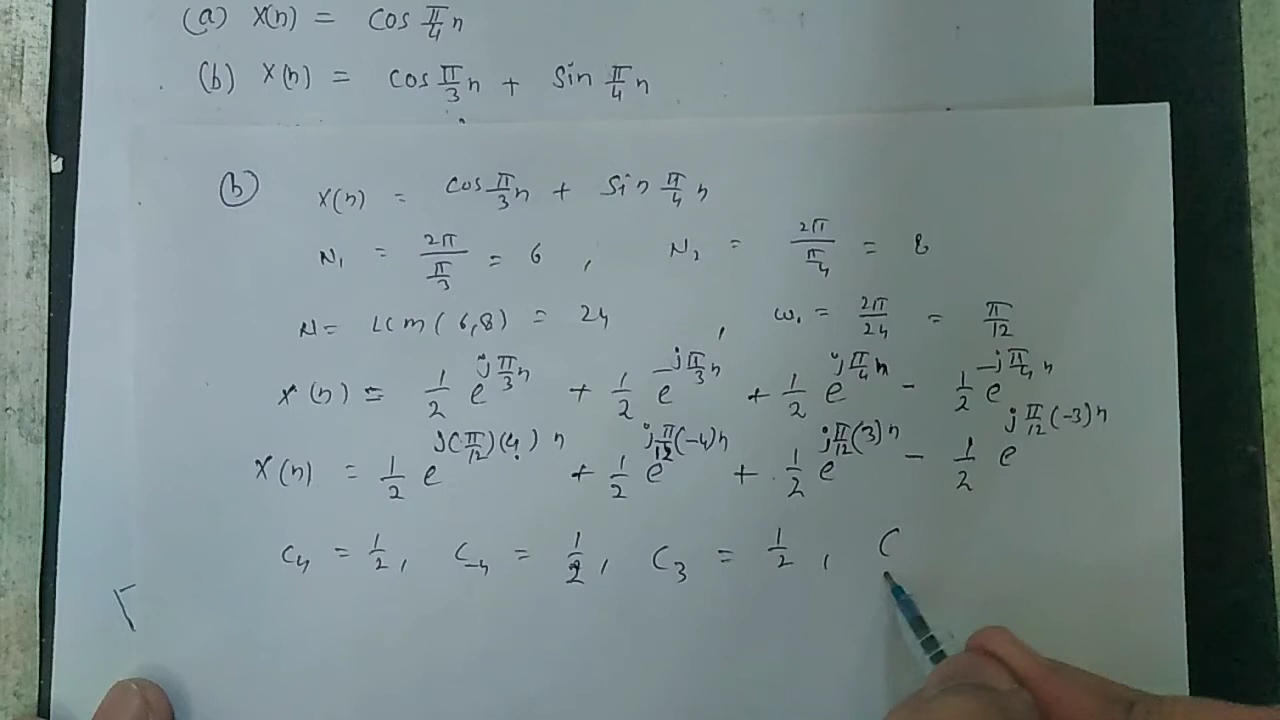 (a) x(n) = cos π/4 n
(b) x(n) = cos π/3 n + sin π/4 n
(b) x(n) = cos π/3 n + sin π/4 n
N₁ = 2π/(π/3) = 6 , N₂ = 2π/(π/4) = 8
N = LCM(6,8) = 24 , ω₀ = 2π/24 = π/12
x(n) = 1/2 e^(jπ/3 n) + 1/2 e^(-jπ/3 n) + 1/2 e^(jπ/4 n) - 1/2 e^(-jπ/4 n)
x(n) = 1/2 e^(j(π/12)(4)n) + 1/2 e^(jπ/12(-4)n) + 1/2 e^(jπ/12(3)n) - 1/2 e^(jπ/12(-3)n)
C₄ = 1/2, C₋₄ = 1/2, C₃ = 1/2, C